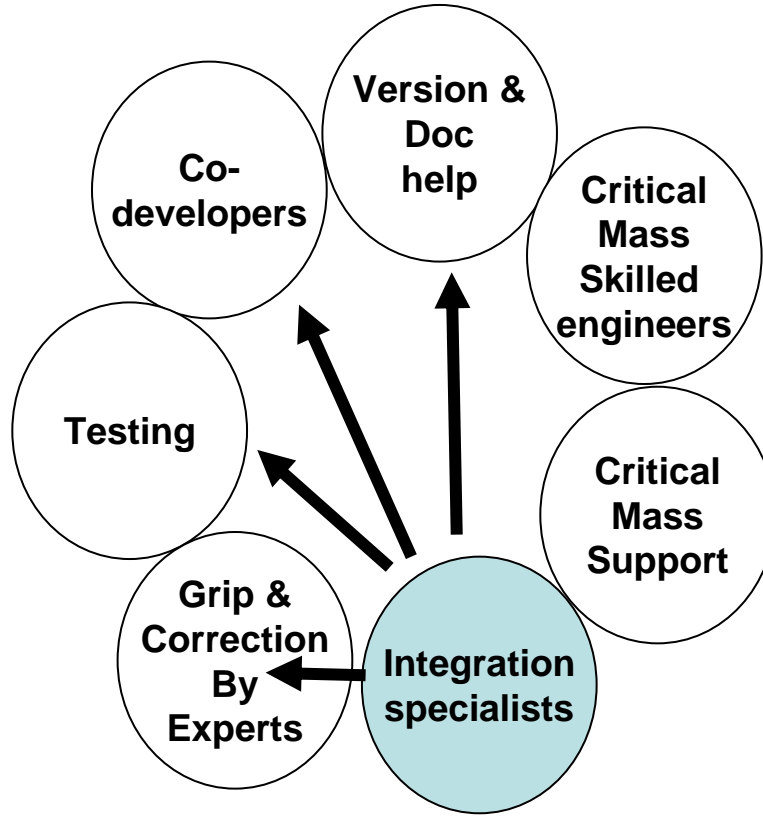 Version &
Doc
help
Co-
developers
Critical
Mass
Skilled
engineers
Testing
Critical
Mass
Support
Grip &
Correction
By
Experts
Integration
specialists